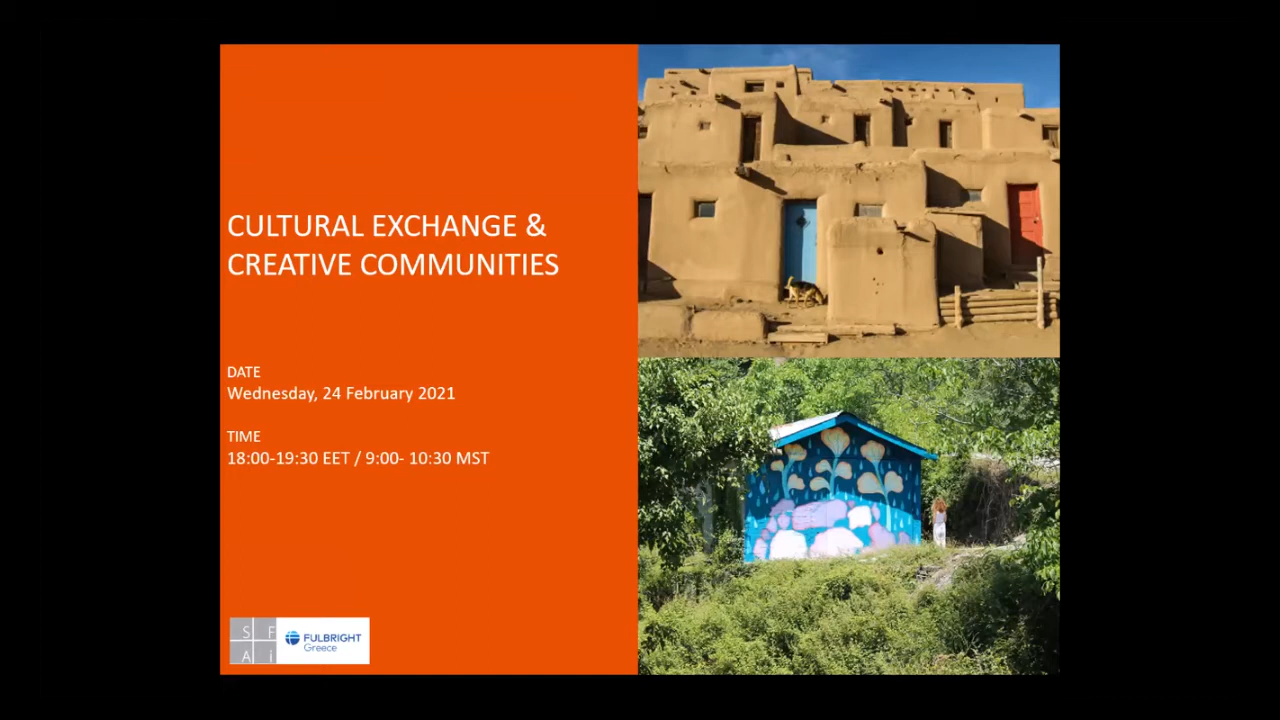 CULTURAL EXCHANGE &
CREATIVE COMMUNITIES
DATE
Wednesday, 24 February 2021
TIME
18:00-19:30 EET / 9:00- 10:30 MST
S F
A i
FULBRIGHT
Greece